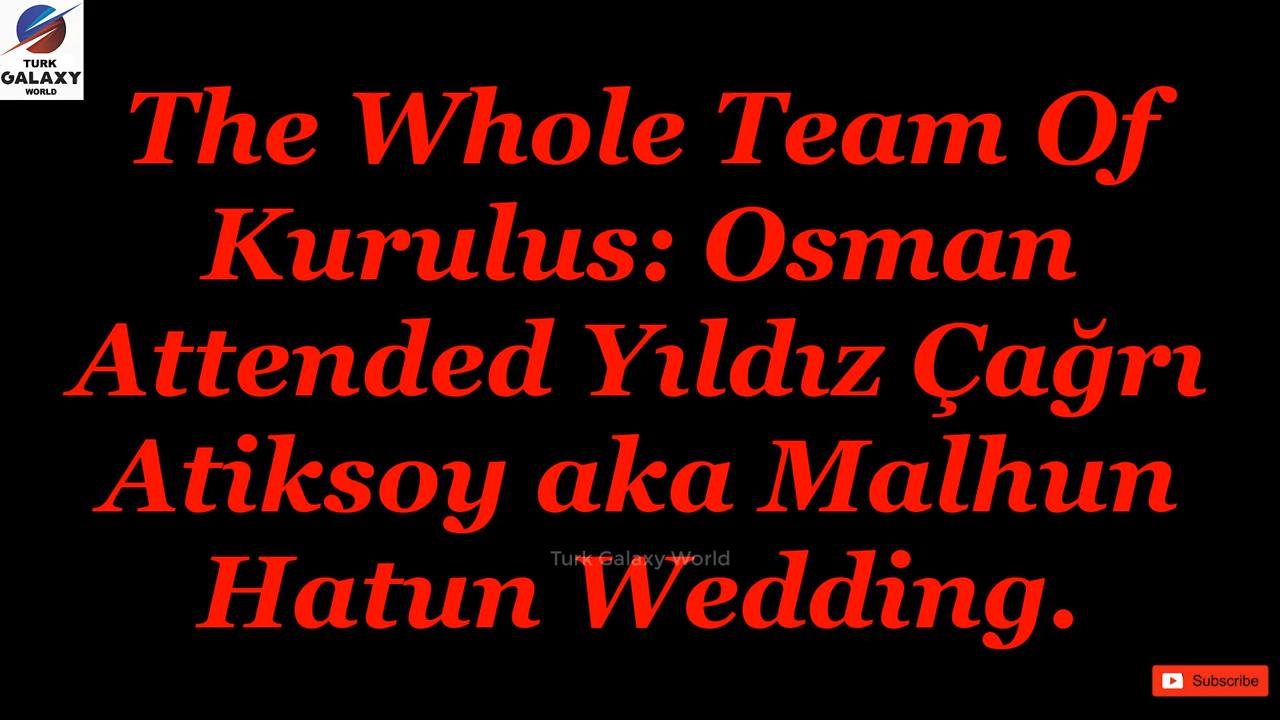 TURK
GALAXY
WORLD
The Whole Team Of
Kurulus: Osman
Attended Yıldız Çağrı
Atiksoy aka Malhun
Turk Galaxy World
Hatun Wedding.
Subscribe